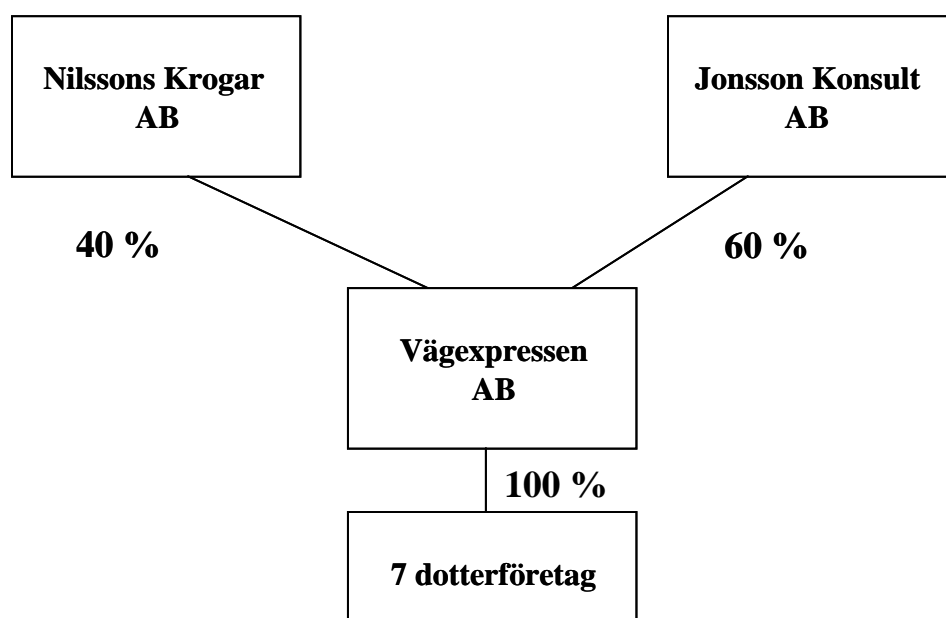 Nilssons Krogar
AB
Jonsson Konsult
AB
40 %
60 %
Vägexpressen
AB
100 %
7 dotterföretag